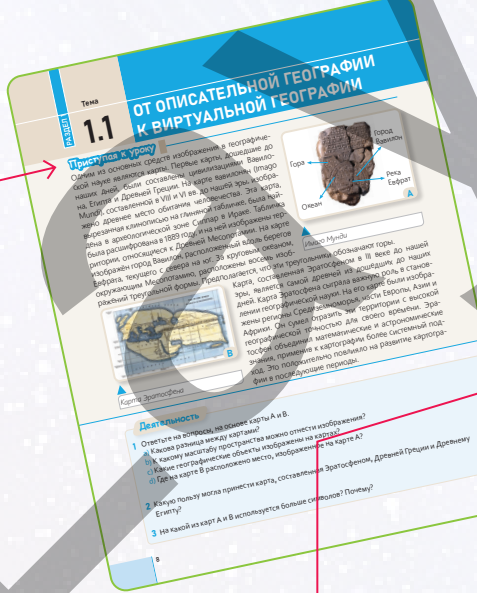 РАЗДЕЛ
Тема
1.1
ОТ ОПИСАТЕЛЬНОЙ ГЕОГРАФИИ
К ВИРТУАЛЬНОЙ ГЕОГРАФИИ
Приступая к уроку
Одним из основных средств изображения в географиче-
ской науке являются карты. Первые карты, дошедшие до
наших дней, были составлены цивилизациями Вавило-
на, Египта и Древней Греции. На карте вавилонян (Imago
Mundi), составленной в VIII и VI вв. до нашей эры, изобра-
жено древнее место обитания человечества. Эта карта,
вырезанная клинописью на глиняной табличке, была най-
дена в археологической зоне Сиппар в Ираке. Табличка
была расшифрована в 1889 году, и на ней изображены тер-
ритории, относящиеся к Древней Месопотамии. На карте
изображён город Вавилон, расположенный вдоль берегов
Евфрата, текущего с севера на юг. За круговым океаном,
окружающим Месопотамию, расположены восемь изоб-
ражений треугольной формы. Предполагается, что эти треугольники обозначают горы.
Гора
Город
Вавилон
Река
Евфрат
Океан
A
Имаго Мунди
Карта, составленная Эратосфеном в III веке до нашей
эры, является самой древней из дошедших до наших
дней. Карта Эратосфена сыграла важную роль в станов-
лении географической науки. На его карте были изобра-
жены регионы Средиземноморья, части Европы, Азии и
Африки. Он сумел отразить эти территории с высокой
географической точностью для своего времени. Эра-
тосфен объединил математические и астрономические
знания, применив к картографии более системный под-
ход. Это положительно повлияло на развитие картогра-
фии в последующие периоды.
B
Карта Эратосфена
Деятельность
1 Ответьте на вопросы, на основе карты А и В.
a) Какова разница между картами?
b) К какому масштабу пространства можно отнести изображения?
c) Какие географические объекты изображены на картах?
d) Где на карте В расположено место, изображенное на карте А?
2 Какую пользу могла принести карта, составленная Эратосфеном, Древней Греции и Древнему
Египту?
3 На какой из карт А и В используется больше символов? Почему?
8